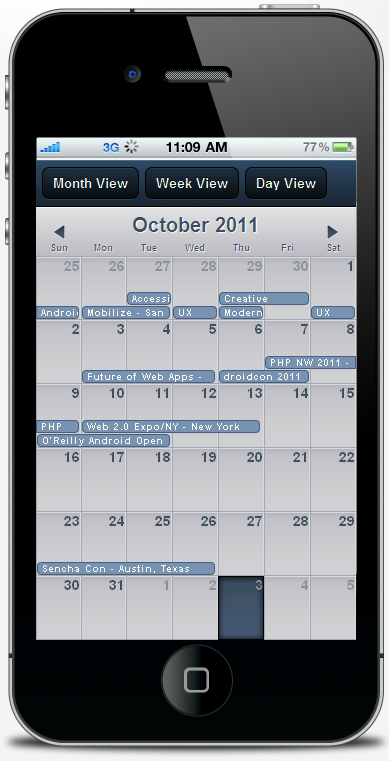 3G 11:09 AM 77%
Month View Week View Day View
October 2011
Sun Mon Tue Wed Thu Fri Sat
25 26 27 28 29 30 1
Accessi Creative
Androi Mobilize - San UX Modern UX
2 3 4 5 6 7 8
PHP NW 2011 -
Future of Web Apps - droidcon 2011
9 10 11 12 13 14 15
PHP Web 2.0 Expo/NY - New York
O'Reilly Android Open
16 17 18 19 20 21 22
23 24 25 26 27 28 29
Sencha Con - Austin, Texas
30 31 1 2 3 4 5